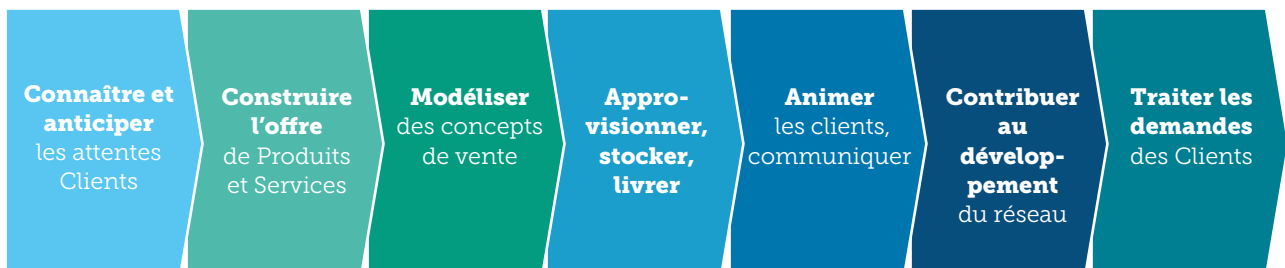 Connaître et
anticiper
les attentes
Clients
Construire
l'offre
de Produits
et Services
Modéliser
des concepts
de vente
Appro-
visionner,
stocker,
livrer
Animer
les clients,
communiquer
Contribuer
au
dévelop-
pement
du réseau
Traiter les
demandes
des Clients